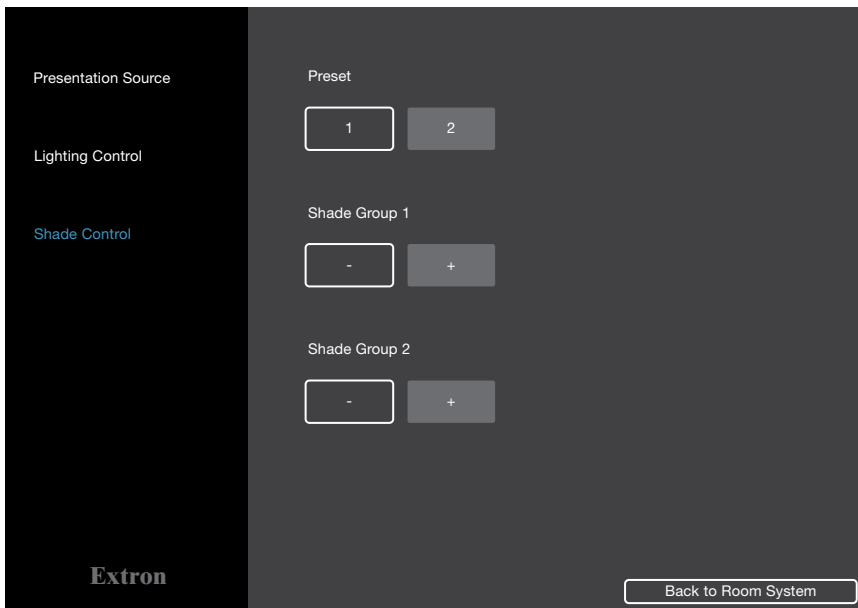 Presentation Source
Lighting Control
Shade Control
Extron
Preset
1 2
Shade Group 1
- +
Shade Group 2
- +
Back to Room System